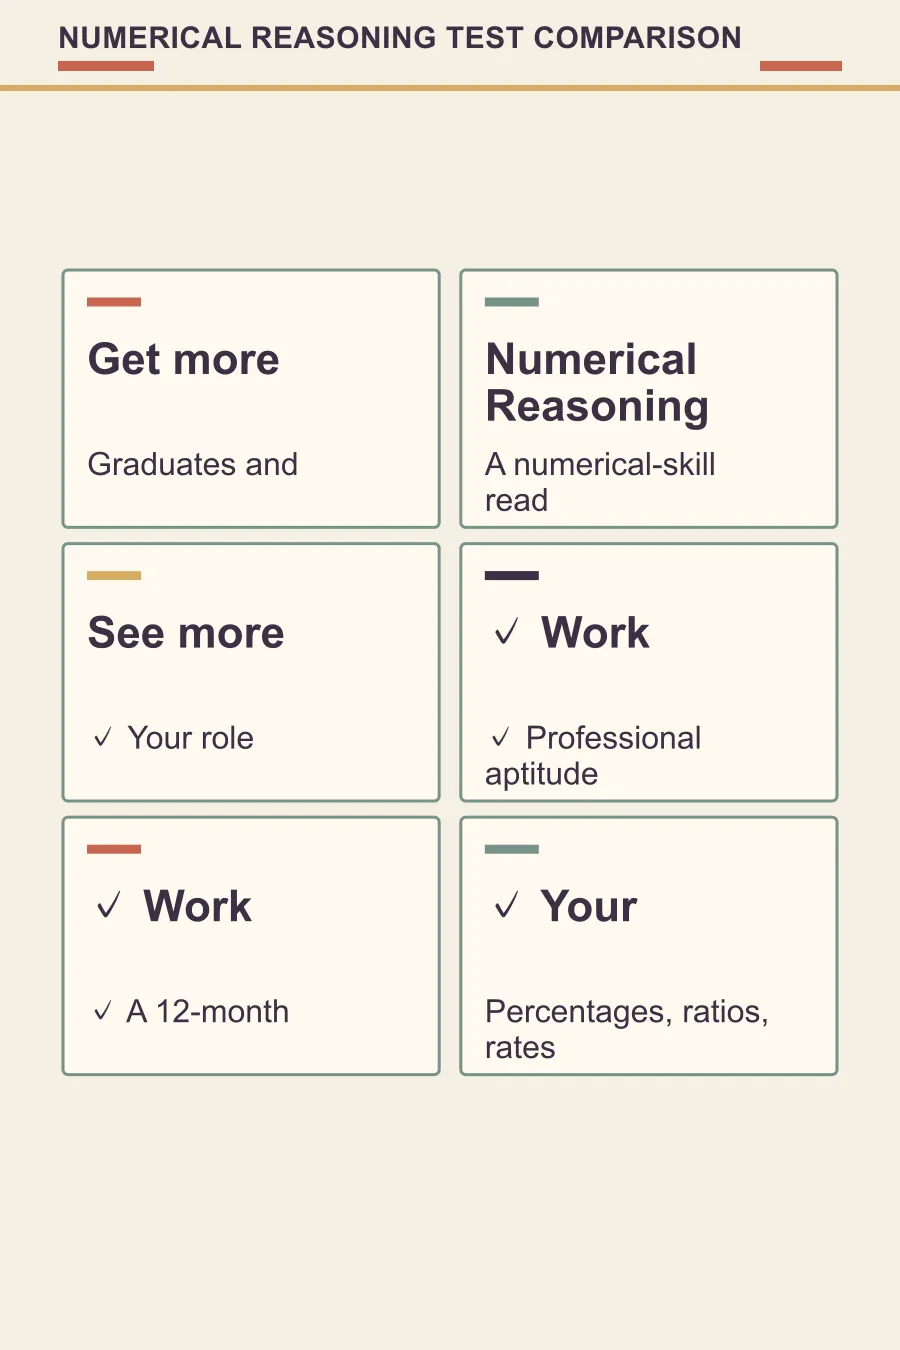 NUMERICAL REASONING TEST COMPARISON
Get more
Graduates and
Numerical
Reasoning
A numerical-skill
read
See more
✓ Your role
✓ Work
✓ Professional
aptitude
✓ Work
✓ A 12-month
✓ Your
Percentages, ratios,
rates